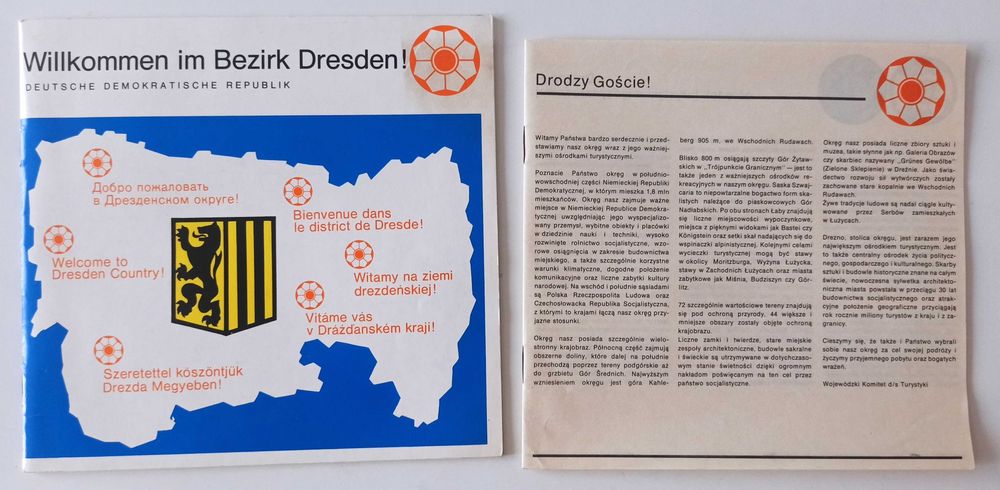 Willkommen im Bezirk Dresden!
DEUTSCHE DEMOKRATISCHE REPUBLIK
Добро пожаловать
в Дрезденском округе!
Bienvenue dans
le district de Dresde!
Welcome to
Dresden Country!
Witamy na ziemi
drezdeńskiej!
Vitáme vás
v Drážďanském kraji!
Szeretettel köszöntjük
Drezda Megyeben!
Drodzy Goście!
Witamy Państwa bardzo serdecznie i przed-
stawiamy nasz okręg wraz z jego ważniej-
szymi ośrodkami turystycznymi.
Poznacie Państwo okręg w południo-
wowschodniej części Niemieckiej Republiki
Demokratycznej, w którym mieszka 1,8 mln
mieszkańców. Okręg nasz zajmuje ważne
miejsce w Niemieckiej Republice Demokra-
tycznej uwzględniając jego wyspecjalizo-
wany przemysł, wybitne obiekty i placówki
w dziedzinie nauki i techniki, wysoko
rozwinięte rolnictwo socjalistyczne, wzo-
rowe osiągnięcia w zakresie budownictwa
miejskiego, a także szczególnie korzystne
warunki klimatyczne, dogodne położenie
komunikacyjne oraz liczne zabytki kultury
narodowej. Na wschód i południe sąsiadami
są Polska Rzeczpospolita Ludowa oraz
Czechosłowacka Republika Socjalistyczna,
z którymi to krajami łączą nasz okręg przy-
jazne stosunki.
Okręg nasz posiada szczególnie wielo-
stronny krajobraz. Północną część zajmują
obszerne doliny, które dalej na południe
przechodzą poprzez tereny podgórskie aż
do grzbietu Gór Średnich. Najwyższym
wzniesieniem okręgu jest góra Kahle-
berg 905 m. we Wschodnich Rudawach.
Blisko 800 m osiągają szczyty Gór Żytaw-
skich w „Trójpunkcie Granicznym" — jest to
także jeden z ważniejszych ośrodków re-
kreacyjnych w naszym okręgu. Saska Szwaj-
caria to niepowtarzalne bogactwo form ska-
listych należące do piaskowcowych Gór
Nadłabskich. Po obu stronach Łaby znajdują
się liczne miejscowości wypoczynkowe,
miejsca z pięknymi widokami jak Bastei czy
Königstein oraz setki skał nadających się do
wspinaczki alpinistycznej. Kolejnymi celami
wycieczki turystycznej mogą być stawy
w okolicy Moritzburga, Wyżyna Łużycka,
stawy w Zachodnich Łużycach oraz miasta
zabytkowe jak Miśnia, Budziszyn czy Gör-
litz.
72 szczególnie wartościowe tereny znajdują
się pod ochroną przyrody, 44 większe i
mniejsze obszary zostały objęte ochroną
krajobrazu.
Liczne zamki i twierdze, stare miejskie
zespoły architektoniczne, budowle sakralne
i świeckie są utrzymywane w dotychczaso-
wym stanie świetności dzięki ogromnym
nakładom poświęcanym na ten cel przez
państwo socjalistyczne.
Okręg nasz posiada liczne zbiory sztuki i
muzea, takie słynne jak np. Galeria Obrazów
czy skarbiec nazywany „Grünes Gewölbe"
(Zielone Sklepienie) w Dreźnie. Jako świa-
dectwo rozwoju sił wytwórczych zostały
zachowane stare kopalnie we Wschodnich
Rudawach.
Żywe tradycje ludowe są nadal ciągle kulty-
wowane przez Serbów zamieszkałych
w Łużycach.
Drezno, stolica okręgu, jest zarazem jego
największym ośrodkiem turystycznym. Jest
to także centralny ośrodek życia politycz-
nego, gospodarczego i kulturalnego. Skarby
sztuki i budowle historyczne znane na całym
świecie, nowoczesna sylwetka architekto-
niczna miasta powstała w przeciągu 30 lat
budownictwa socjalistycznego oraz atrak-
cyjne położenie geograficzne przyciągają
rok rocznie miliony turystów z kraju i z za-
granicy.
Cieszymy się, że także i Państwo wybrali
sobie nasz okręg za cel swojej podróży i
życzymy przyjemnego pobytu oraz bogatych
wrażeń.
Wojewódzki Komitet d/s Turystyki